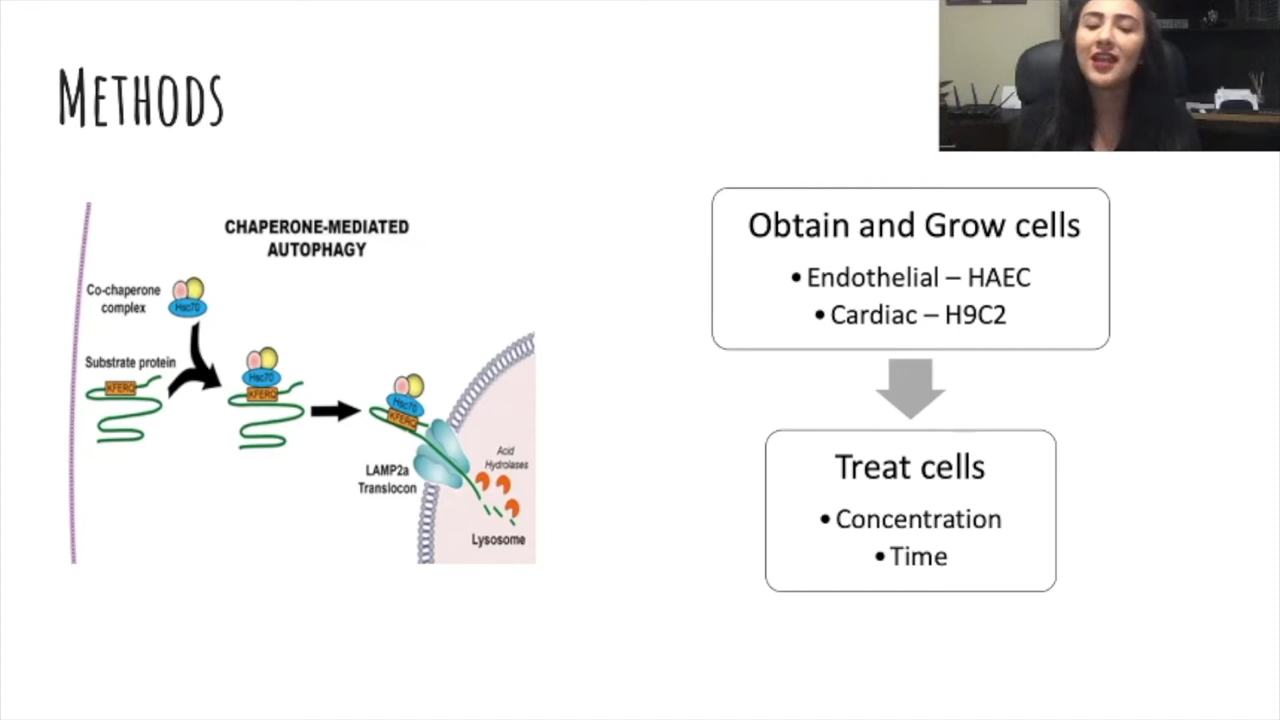 METHODS
CHAPERONE-MEDIATED
AUTOPHAGY
Co-chaperone
complex
Hsc70
Substrate protein
KFERQ
Hsc70
KFERQ
Hsc70
KFERQ
LAMP2a
Translocon
Acid
Hydrolases
Lysosome
Obtain and Grow cells
• Endothelial – HAEC
• Cardiac – H9C2
Treat cells
• Concentration
• Time